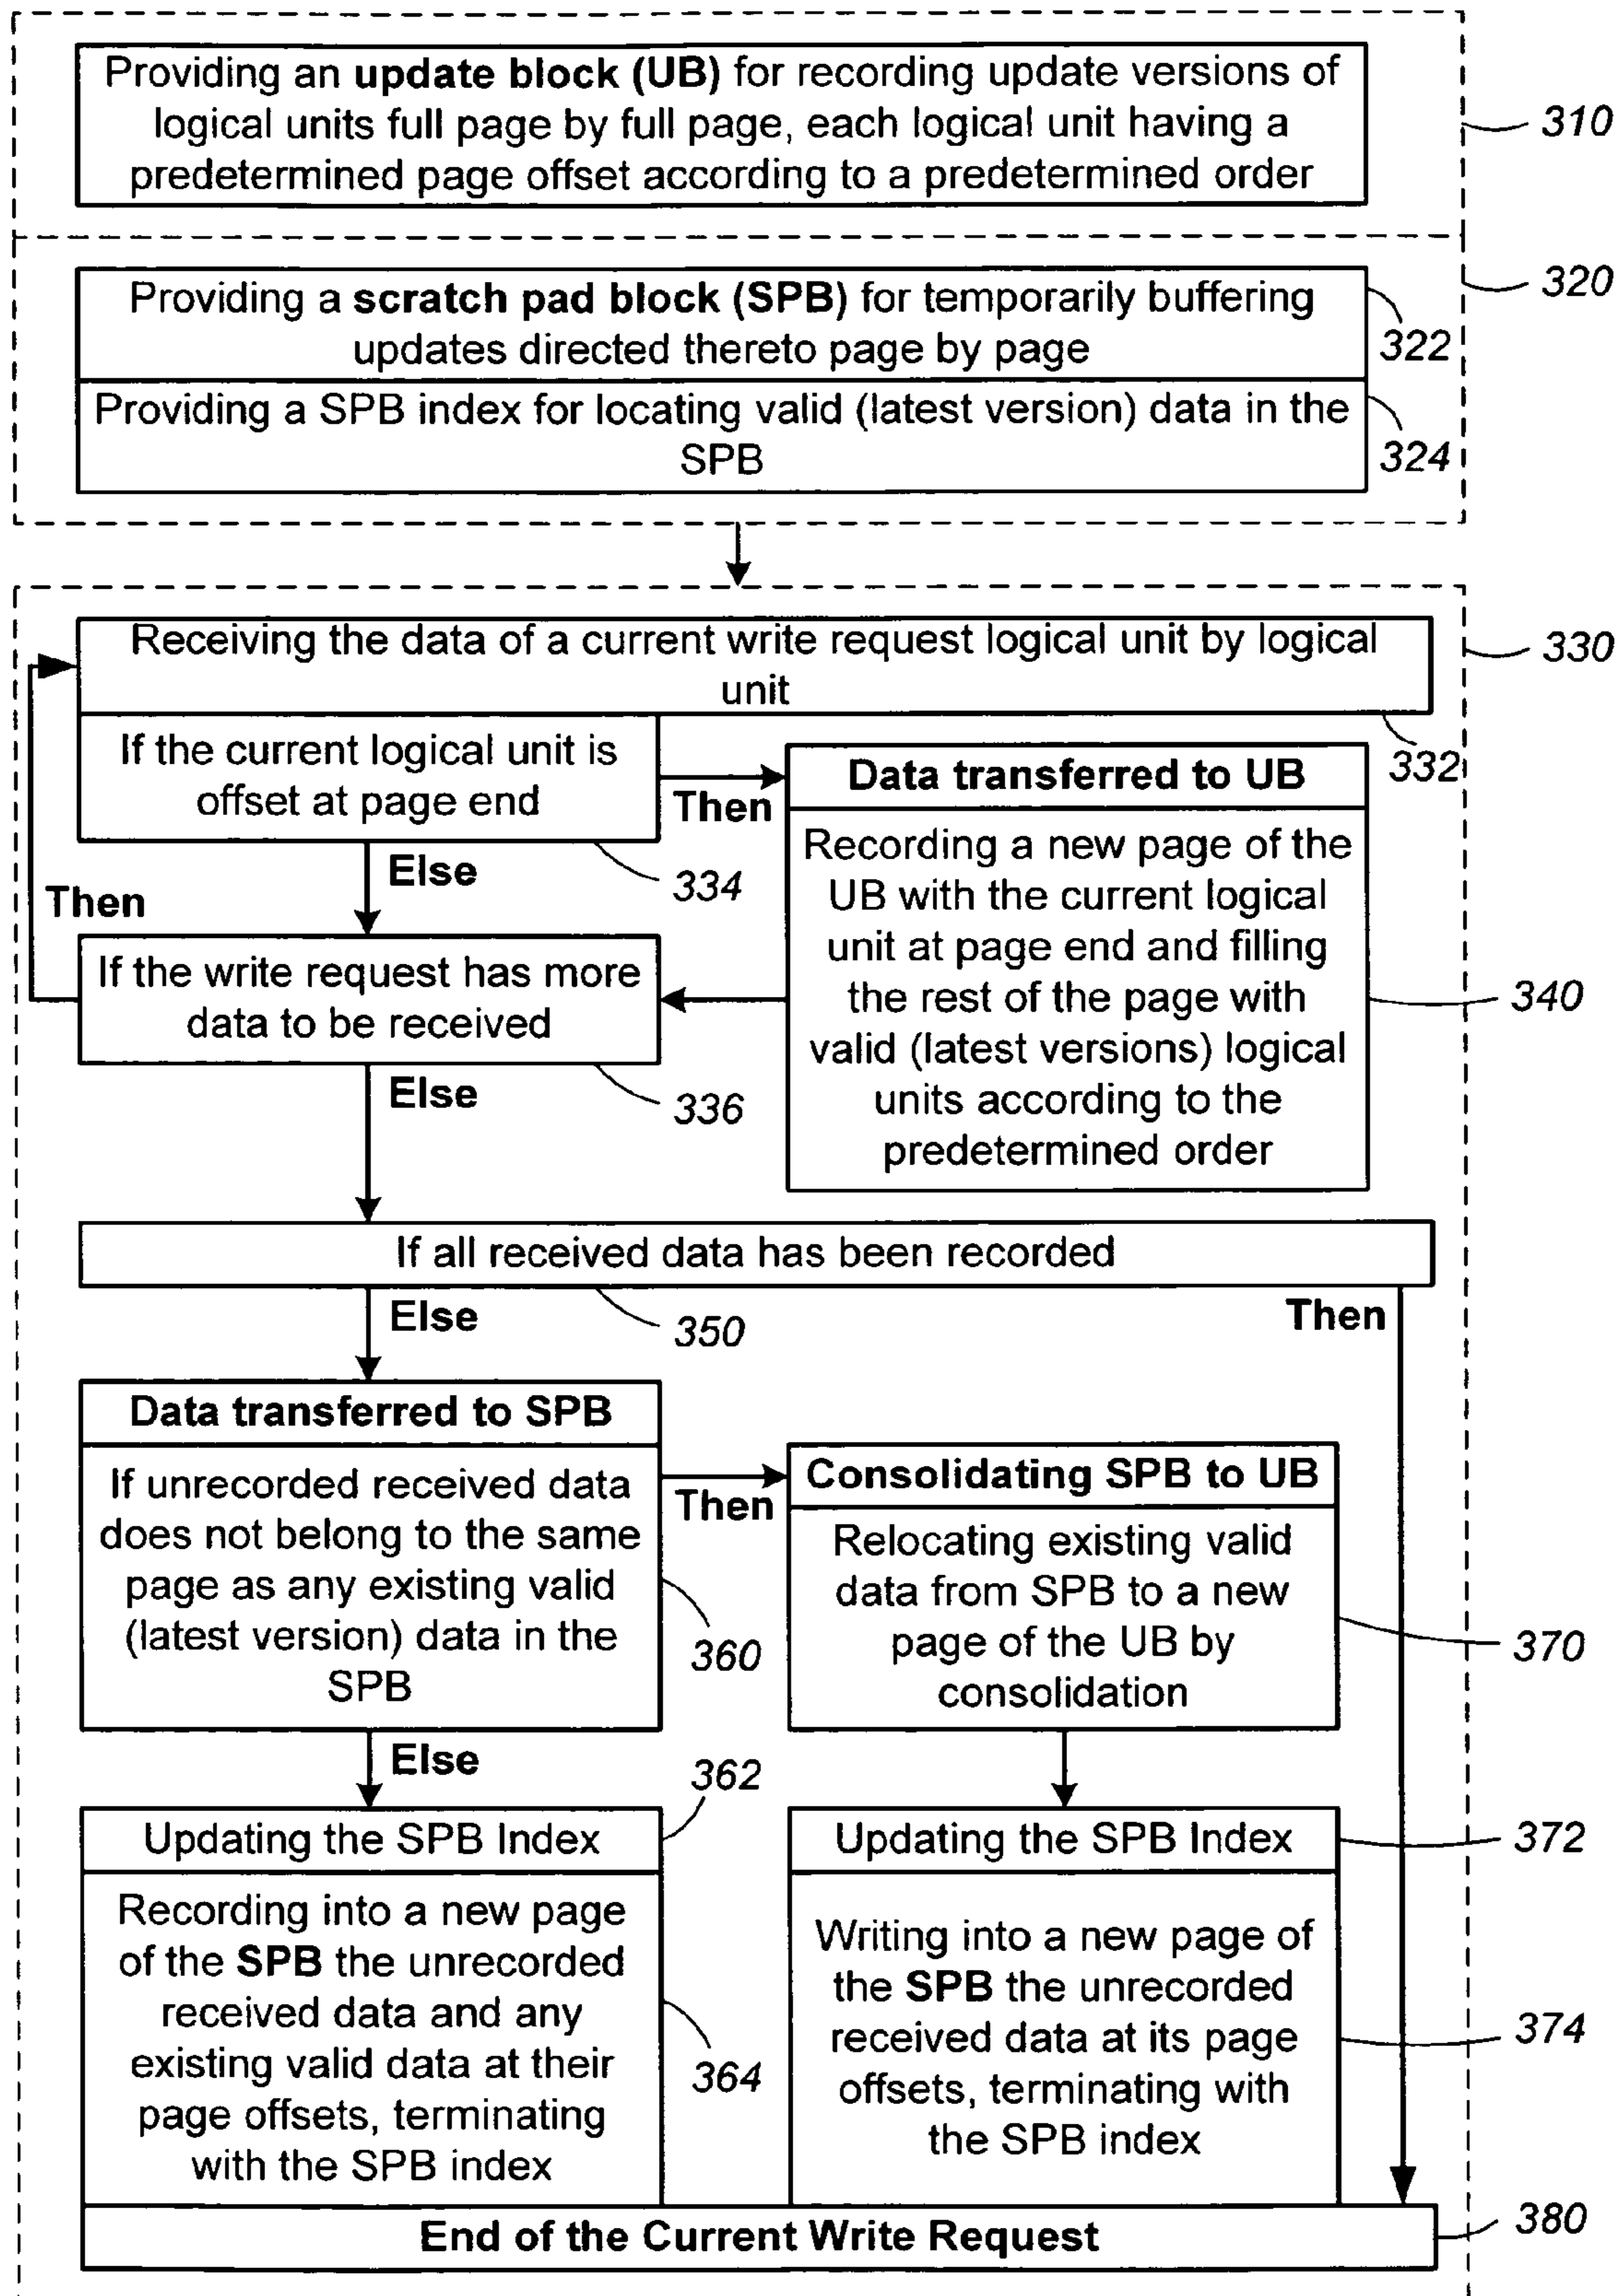 Providing an update block (UB) for recording update versions of
logical units full page by full page, each logical unit having a
predetermined page offset according to a predetermined order
310
320
Providing a scratch pad block (SPB) for temporarily buffering
updates directed thereto page by page
322
Providing a SPB index for locating valid (latest version) data in the
SPB
324
Receiving the data of a current write request logical unit by logical
unit
330
332
If the current logical unit is
offset at page end
Then
334
Data transferred to UB
Recording a new page of the
UB with the current logical
unit at page end and filling
the rest of the page with
valid (latest versions) logical
units according to the
predetermined order
340
Else
Then
If the write request has more
data to be received
336
Else
If all received data has been recorded
350
Else
Then
Data transferred to SPB
If unrecorded received data
does not belong to the same
page as any existing valid
(latest version) data in the
SPB
360
Then
Consolidating SPB to UB
Relocating existing valid
data from SPB to a new
page of the UB by
consolidation
370
Else
362
Updating the SPB Index
Recording into a new page
of the SPB the unrecorded
received data and any
existing valid data at their
page offsets, terminating
with the SPB index
364
Updating the SPB Index
372
Writing into a new page of
the SPB the unrecorded
received data at its page
offsets, terminating with
the SPB index
374
End of the Current Write Request
380